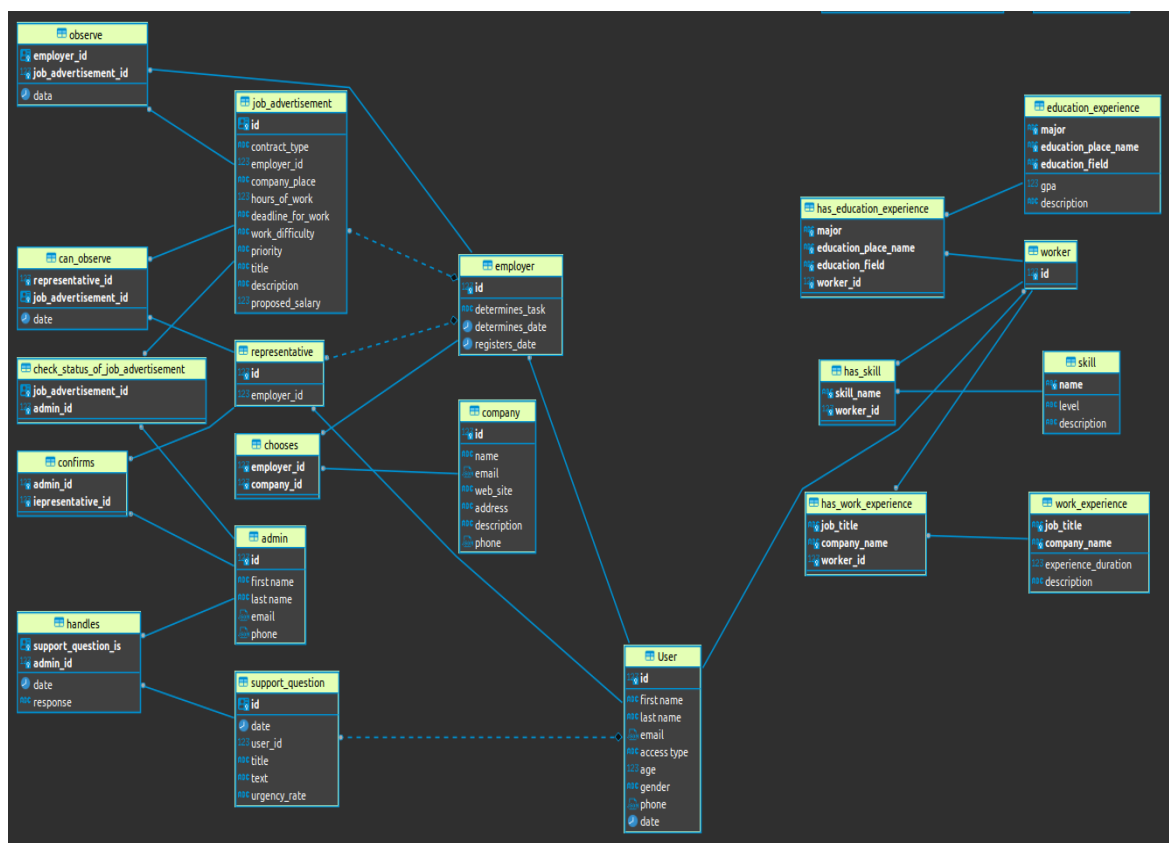 observe
employer_id
job_advertisement_id
data
job_advertisement
id
contract_type
employer_id
company_place
hours_of_work
deadline_for_work
work_difficulty
priority
title
description
proposed_salary
can_observe
representative_id
job_advertisement_id
date
check_status_of_job_advertisement
job_advertisement_id
admin_id
representative
id
employer_id
confirms
admin_id
iepresentative_id
chooses
employer_id
company_id
admin
id
first name
last name
email
phone
handles
support_question_is
admin_id
date
response
support_question
id
date
user_id
title
text
urgency_rate
employer
id
determines_task
determines_date
registers_date
company
id
name
email
web_site
address
description
phone
User
id
first name
last name
email
access type
age
gender
phone
date
education_experience
major
education_place_name
education_field
gpa
description
has_education_experience
major
education_place_name
education_field
worker_id
worker
id
has_skill
skill_name
worker_id
skill
name
level
description
has_work_experience
job_title
company_name
worker_id
work_experience
job_title
company_name
experience_duration
description